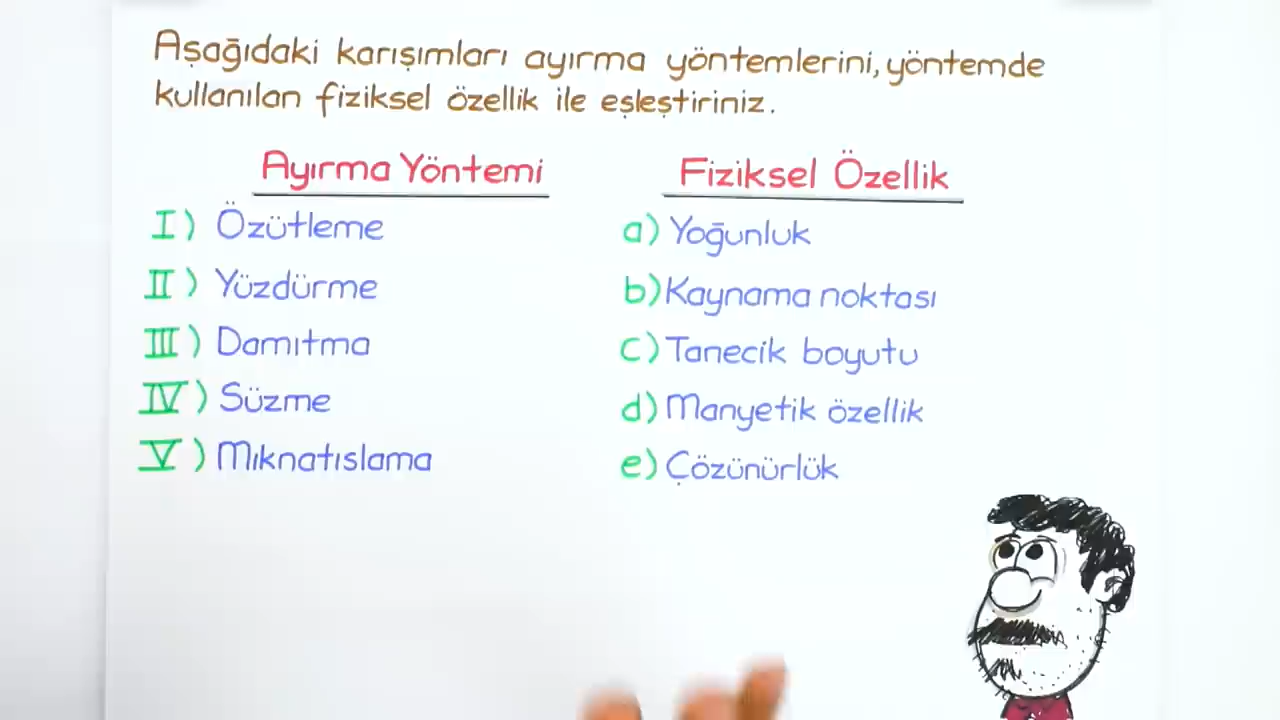 Aşağıdaki karışımları ayırma yöntemlerini, yöntemde
kullanılan fiziksel özellik ile eşleştiriniz.
Ayırma Yöntemi
I) Özütleme
II) Yüzdürme
III) Damıtma
IV) Süzme
V) Mıknatıslama
Fiziksel Özellik
a) Yoğunluk
b) Kaynama noktası
c) Tanecik boyutu
d) Manyetik özellik
e) Çözünürlük